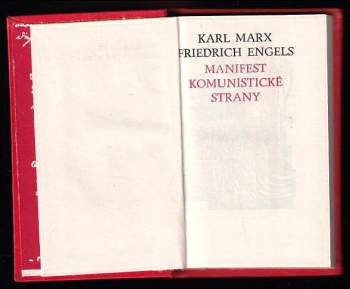 KARL MARX
FRIEDRICH ENGELS
MANIFEST
KOMUNISTICKÉ
STRANY